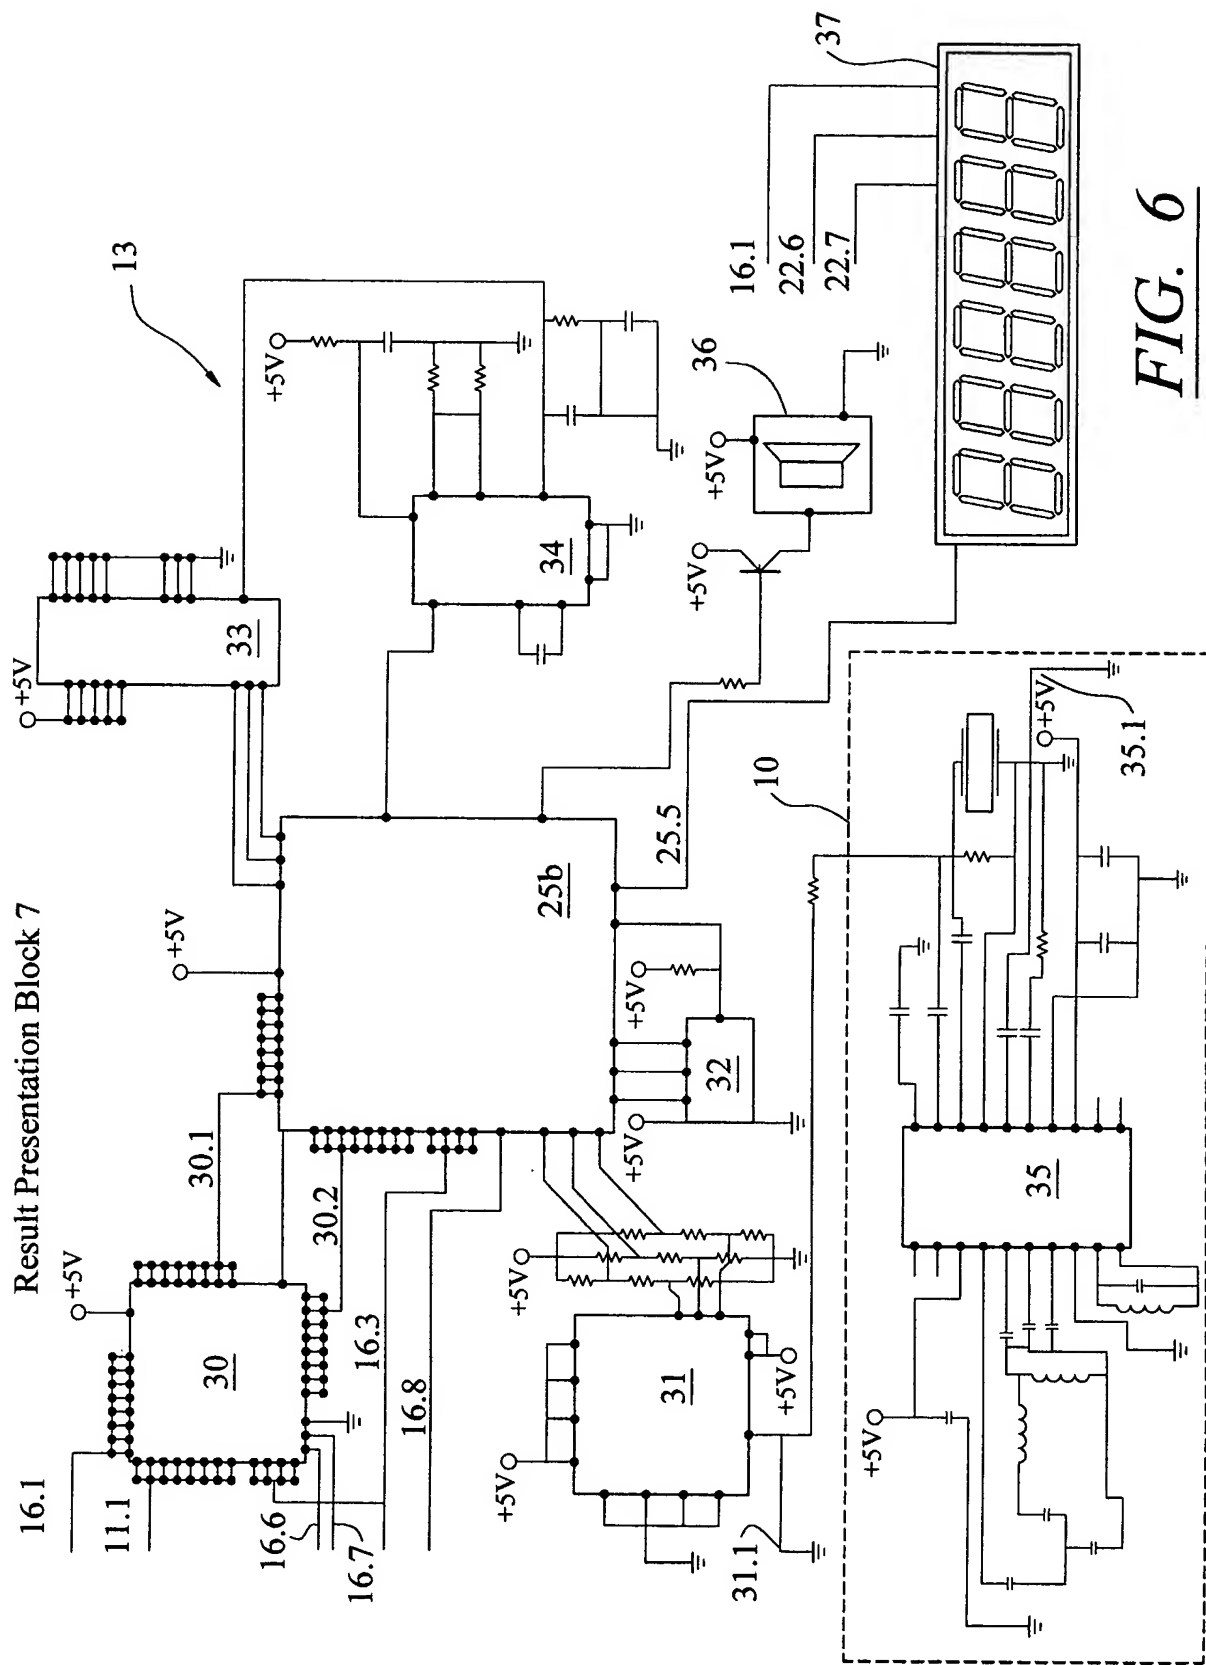 Result Presentation Block 7
13
16.1
11.1
16.6
16.7
16.3
16.8
+5V
30
30.1
30.2
+5V
25b
25.5
+5V
33
+5V
34
+5V
+5V
36
+5V
32
+5V
+5V
31
+5V
+5V
31.1
16.1
22.6
22.7
37
10
+5V
35
+5V
35.1
FIG. 6